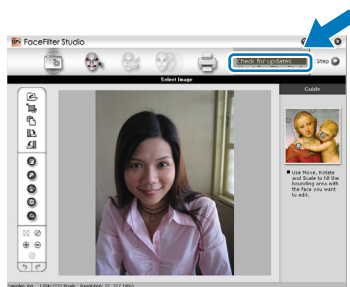 FaceFilter Studio
Check for updates
Step
Select Image
Guide
Use Move, Rotate
and Scale to fill the
bounding area with
the face you want
to edit.